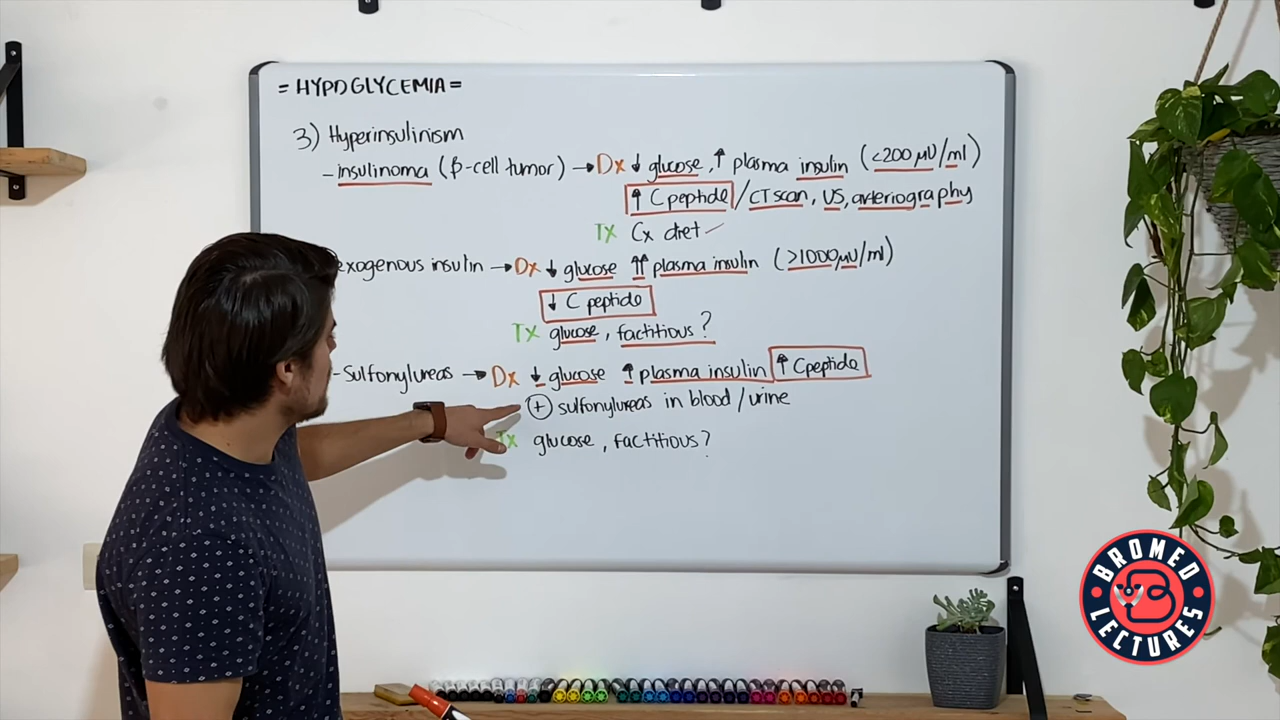 = HYPOGLYCEMIA =
3) Hyperinsulinism
- insulinoma (β-cell tumor) → Dx ↓ glucose, ↑ plasma insulin (<200 μU/ml)
↑ C peptide / CT scan, US, arteriography
Tx Cx diet
exogenous insulin → Dx ↓ glucose ↑↑ plasma insulin (>1000 μU/ml)
↓ C peptide
Tx glucose, factitious?
- Sulfonylureas → Dx ↓ glucose ↑ plasma insulin ↑ C peptide
⊕ sulfonylureas in blood / urine
Tx glucose, factitious?
BROMED
LECTURES